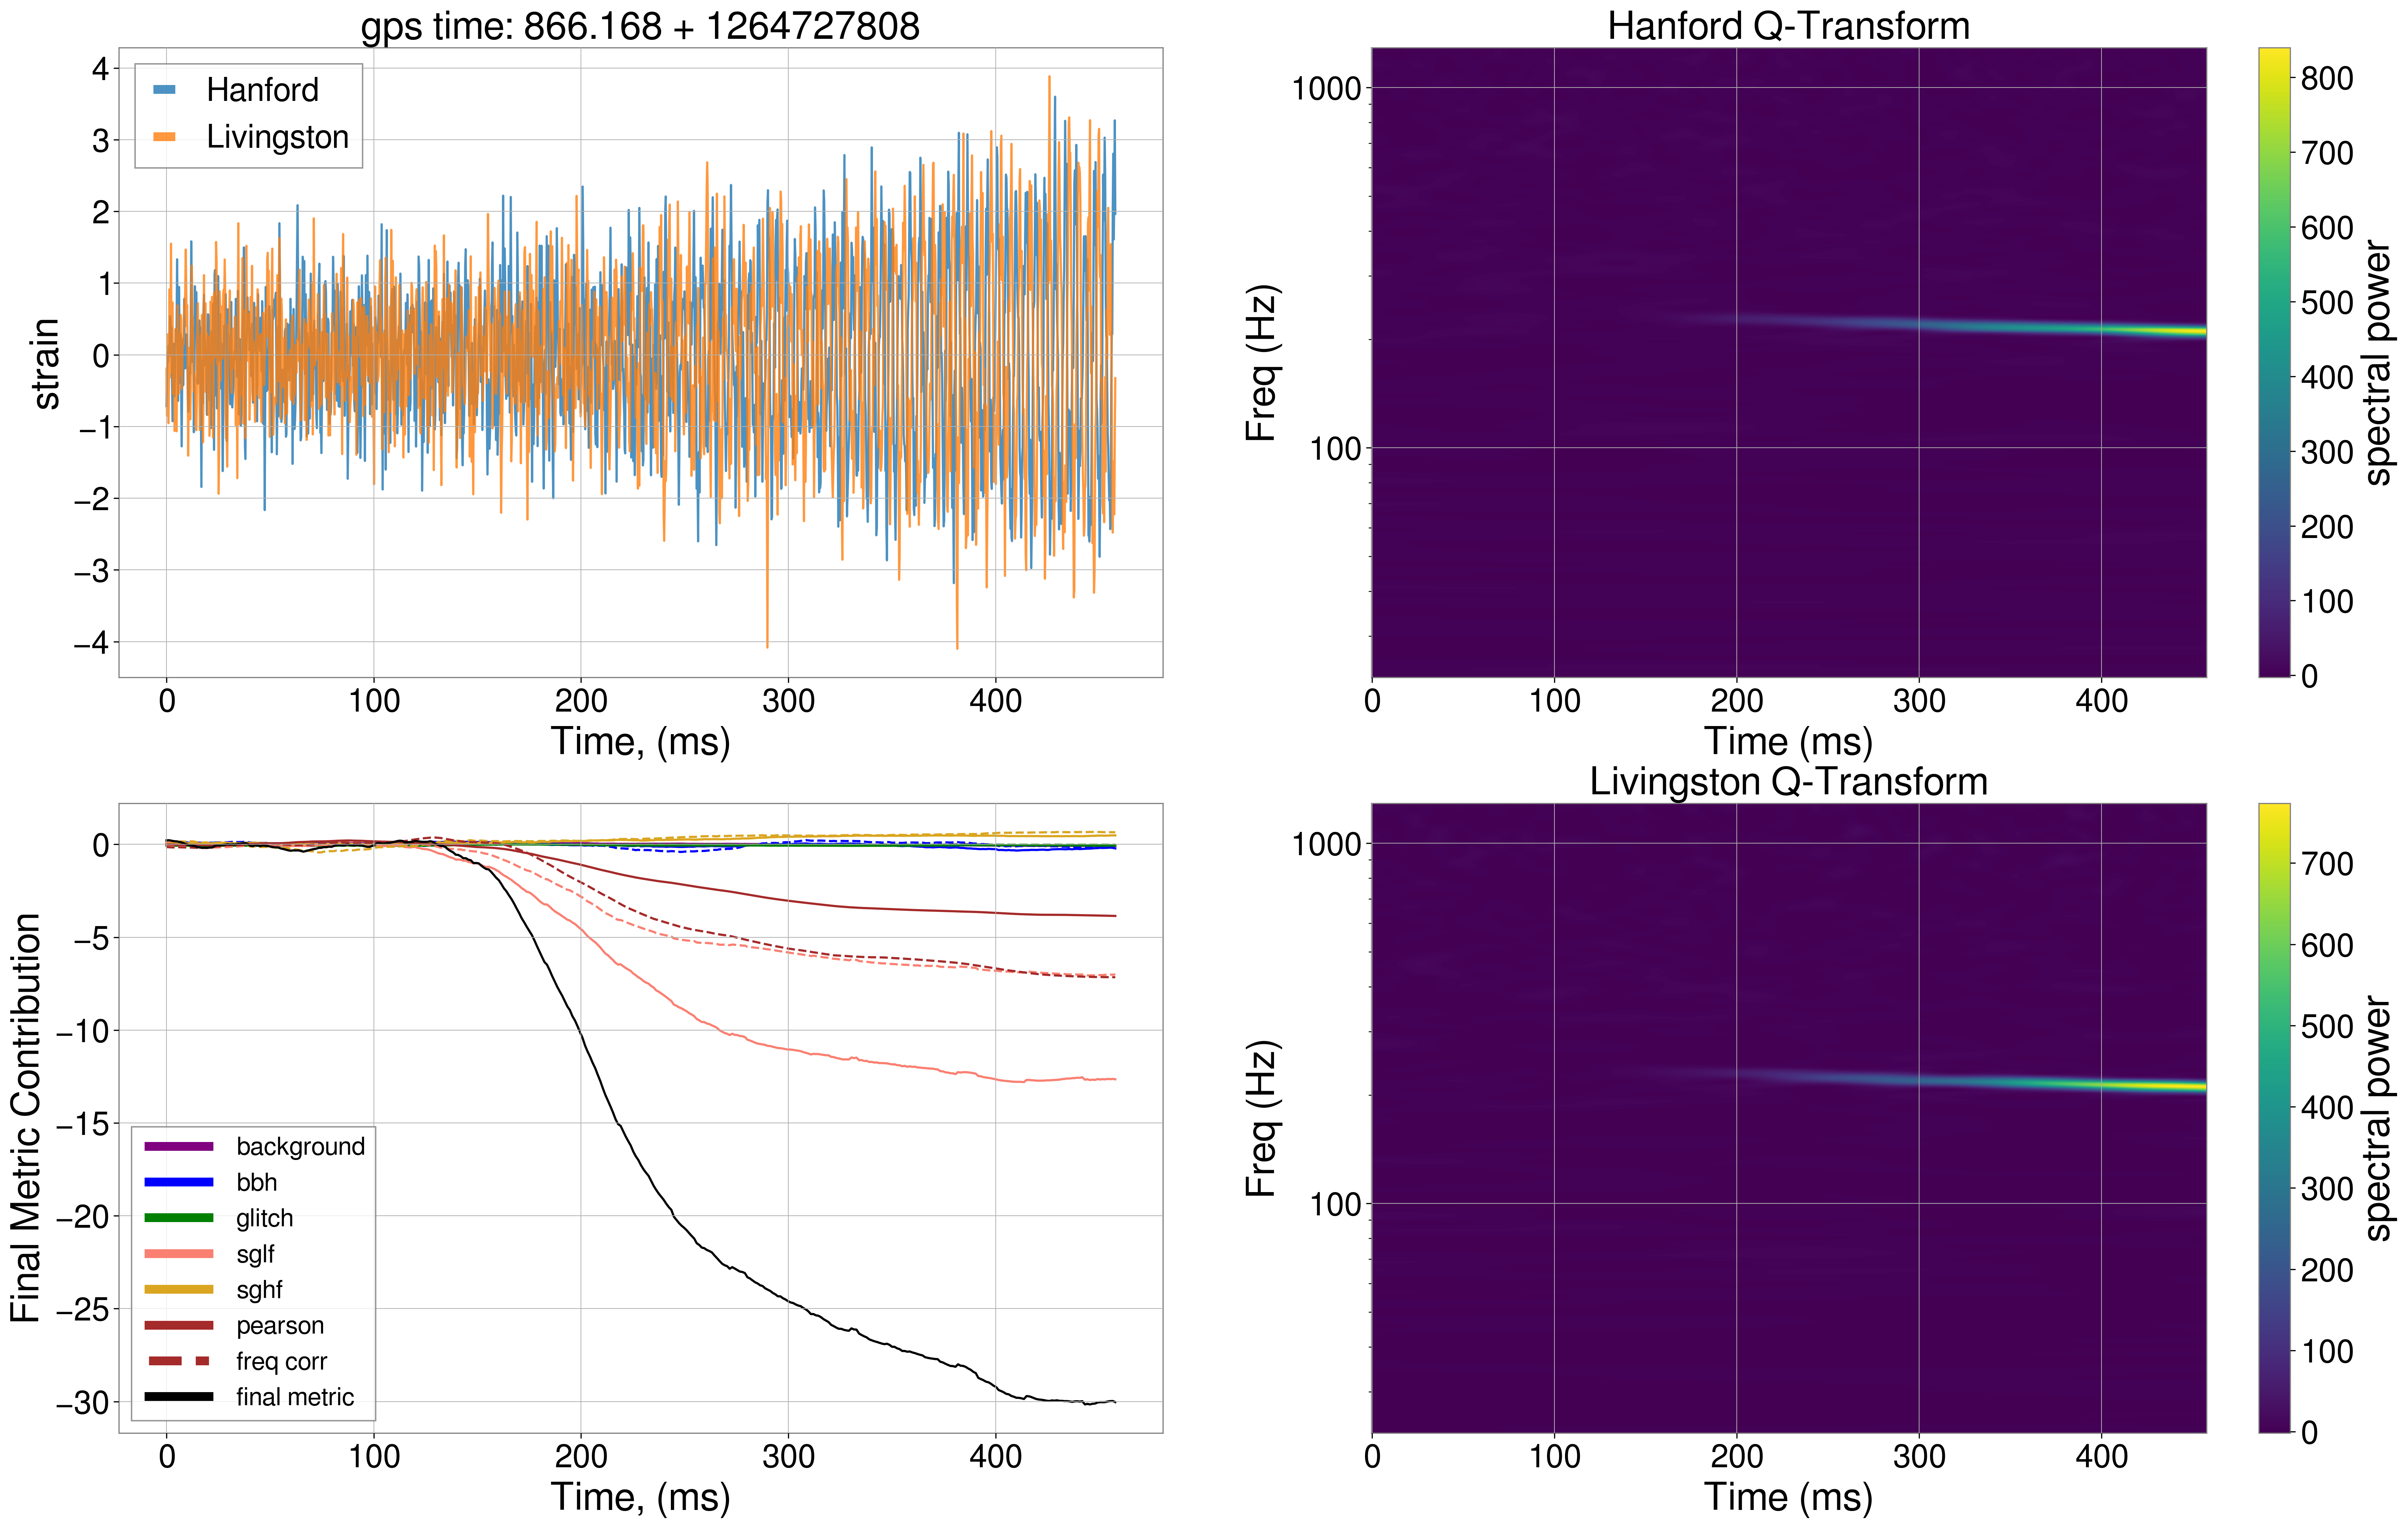 gps time: 866.168 + 1264727808
4
3
2
1
0
−1
−2
−3
−4
strain
Hanford
Livingston
0 100 200 300 400
Time, (ms)
Hanford Q-Transform
1000
100
Freq (Hz)
0 100 200 300 400
Time (ms)
800
700
600
500
400
300
200
100
0
spectral power
0
−5
−10
−15
−20
−25
−30
Final Metric Contribution
background
bbh
glitch
sglf
sghf
pearson
freq corr
final metric
0 100 200 300 400
Time, (ms)
Livingston Q-Transform
1000
100
Freq (Hz)
0 100 200 300 400
Time (ms)
700
600
500
400
300
200
100
0
spectral power